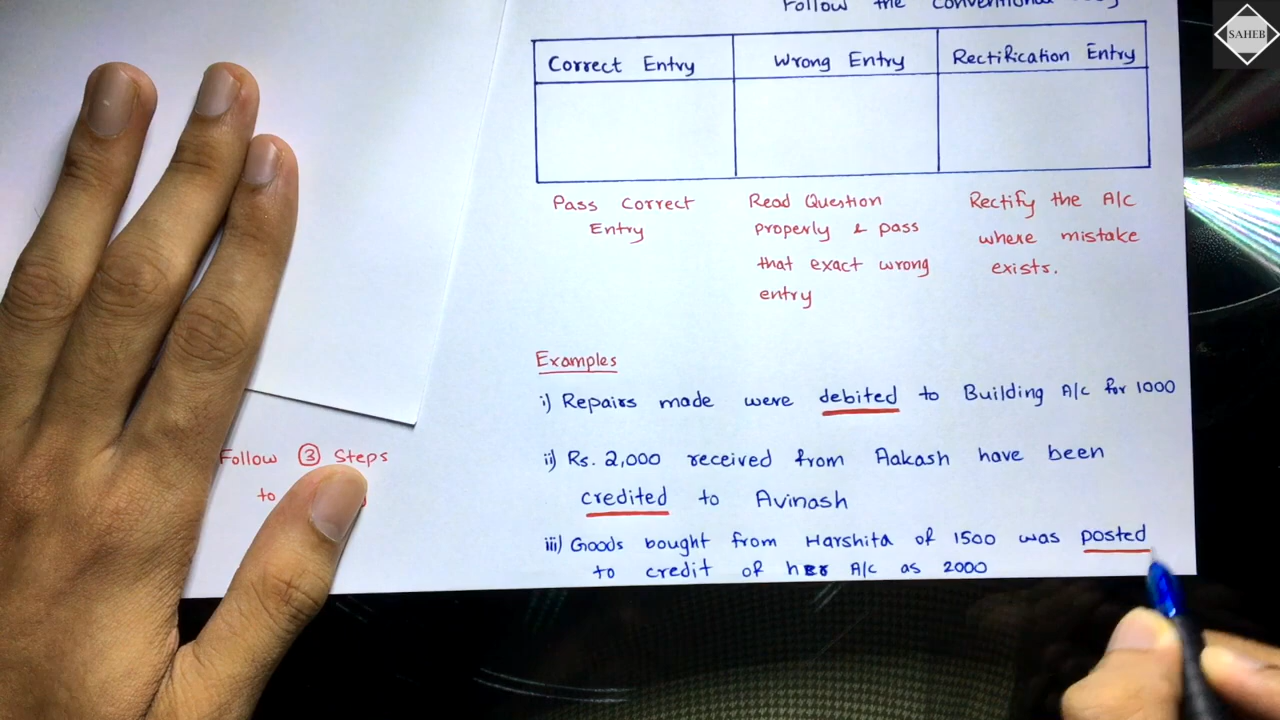 SAHEB
Follow the Conventional
Correct Entry Wrong Entry Rectification Entry
Pass Correct
Entry
Read Question
properly & pass
that exact wrong
entry
Rectify the A/c
where mistake
exists.
Examples
i) Repairs made were debited to Building A/c for 1000
ii) Rs. 2,000 received from Aakash have been
credited to Avinash
iii) Goods bought from Harshita of 1500 was posted
to credit of her A/c as 2000
Follow 3 Steps
to